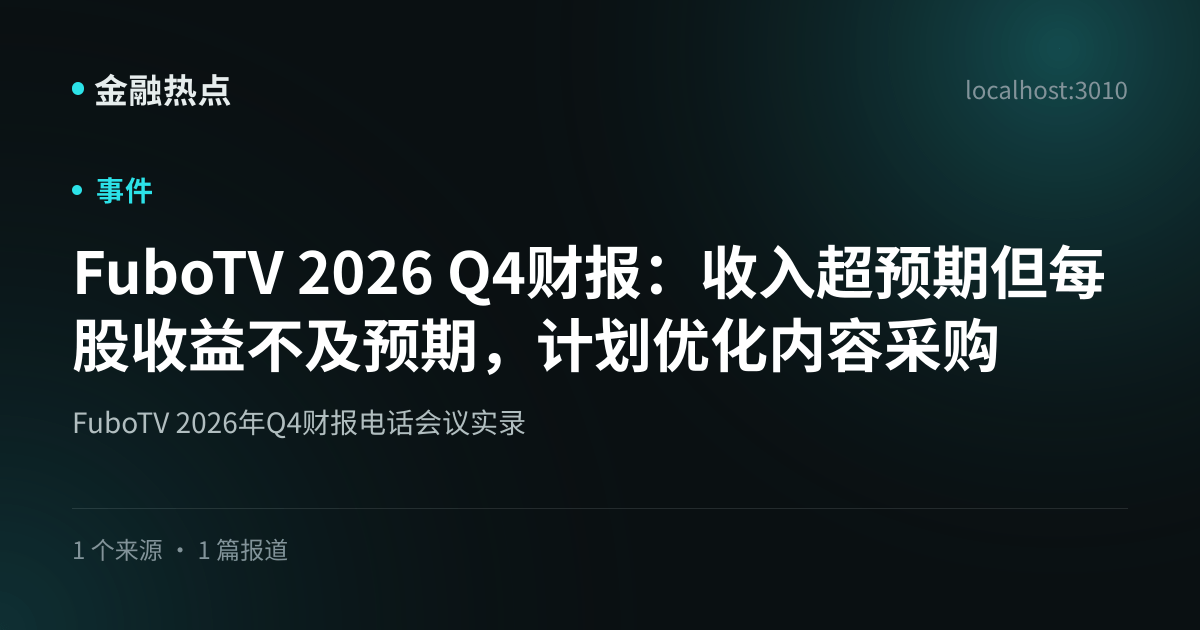 金融热点
localhost:3010
事件
FuboTV 2026 Q4财报：收入超预期但每
股收益不及预期，计划优化内容采购
FuboTV 2026年Q4财报电话会议实录
1 个来源 · 1 篇报道